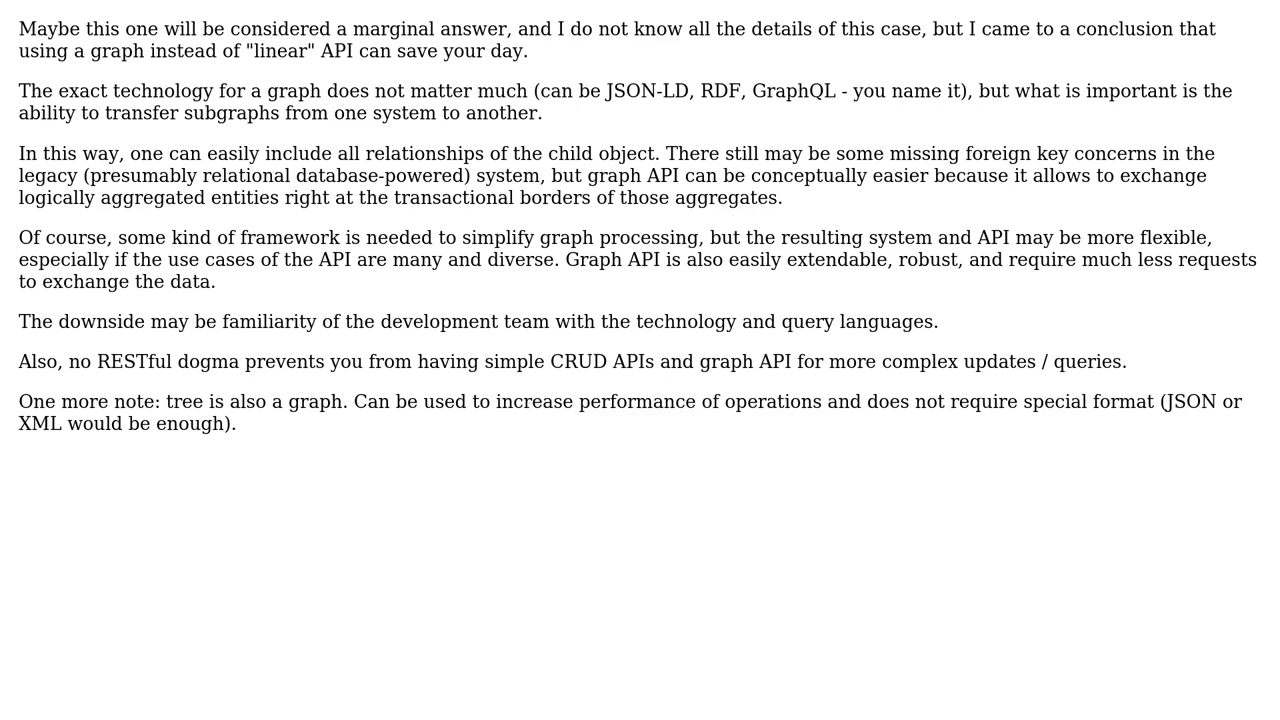 Maybe this one will be considered a marginal answer, and I do not know all the details of this case, but I came to a conclusion that
using a graph instead of "linear" API can save your day.
The exact technology for a graph does not matter much (can be JSON-LD, RDF, GraphQL - you name it), but what is important is the
ability to transfer subgraphs from one system to another.
In this way, one can easily include all relationships of the child object. There still may be some missing foreign key concerns in the
legacy (presumably relational database-powered) system, but graph API can be conceptually easier because it allows to exchange
logically aggregated entities right at the transactional borders of those aggregates.
Of course, some kind of framework is needed to simplify graph processing, but the resulting system and API may be more flexible,
especially if the use cases of the API are many and diverse. Graph API is also easily extendable, robust, and require much less requests
to exchange the data.
The downside may be familiarity of the development team with the technology and query languages.
Also, no RESTful dogma prevents you from having simple CRUD APIs and graph API for more complex updates / queries.
One more note: tree is also a graph. Can be used to increase performance of operations and does not require special format (JSON or
XML would be enough).